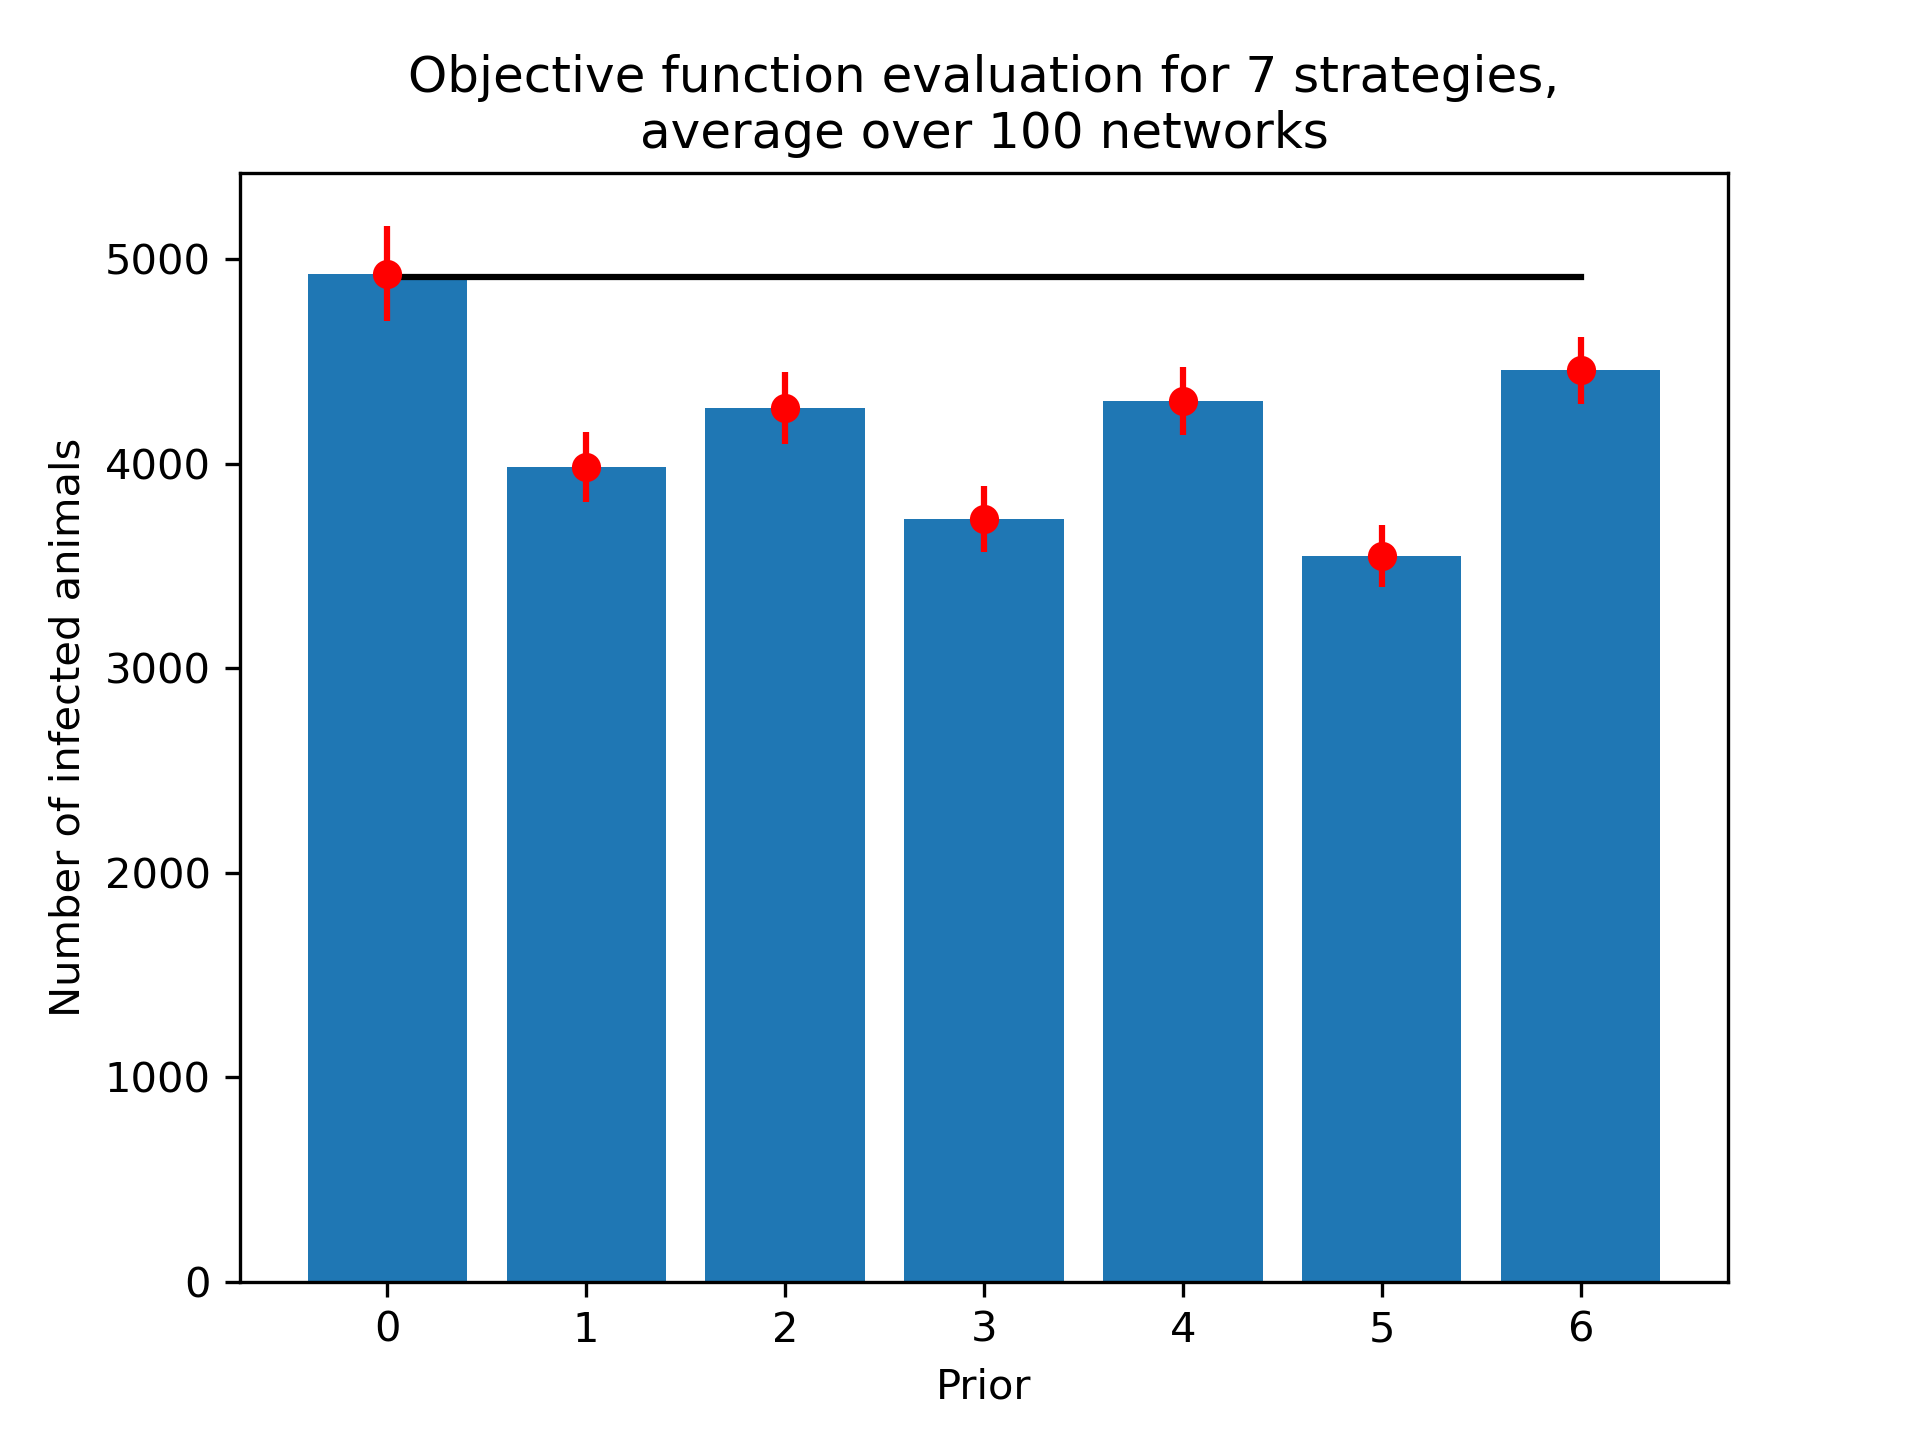 Objective function evaluation for 7 strategies,
average over 100 networks
Number of infected animals
5000
4000
3000
2000
1000
0
0 1 2 3 4 5 6
Prior